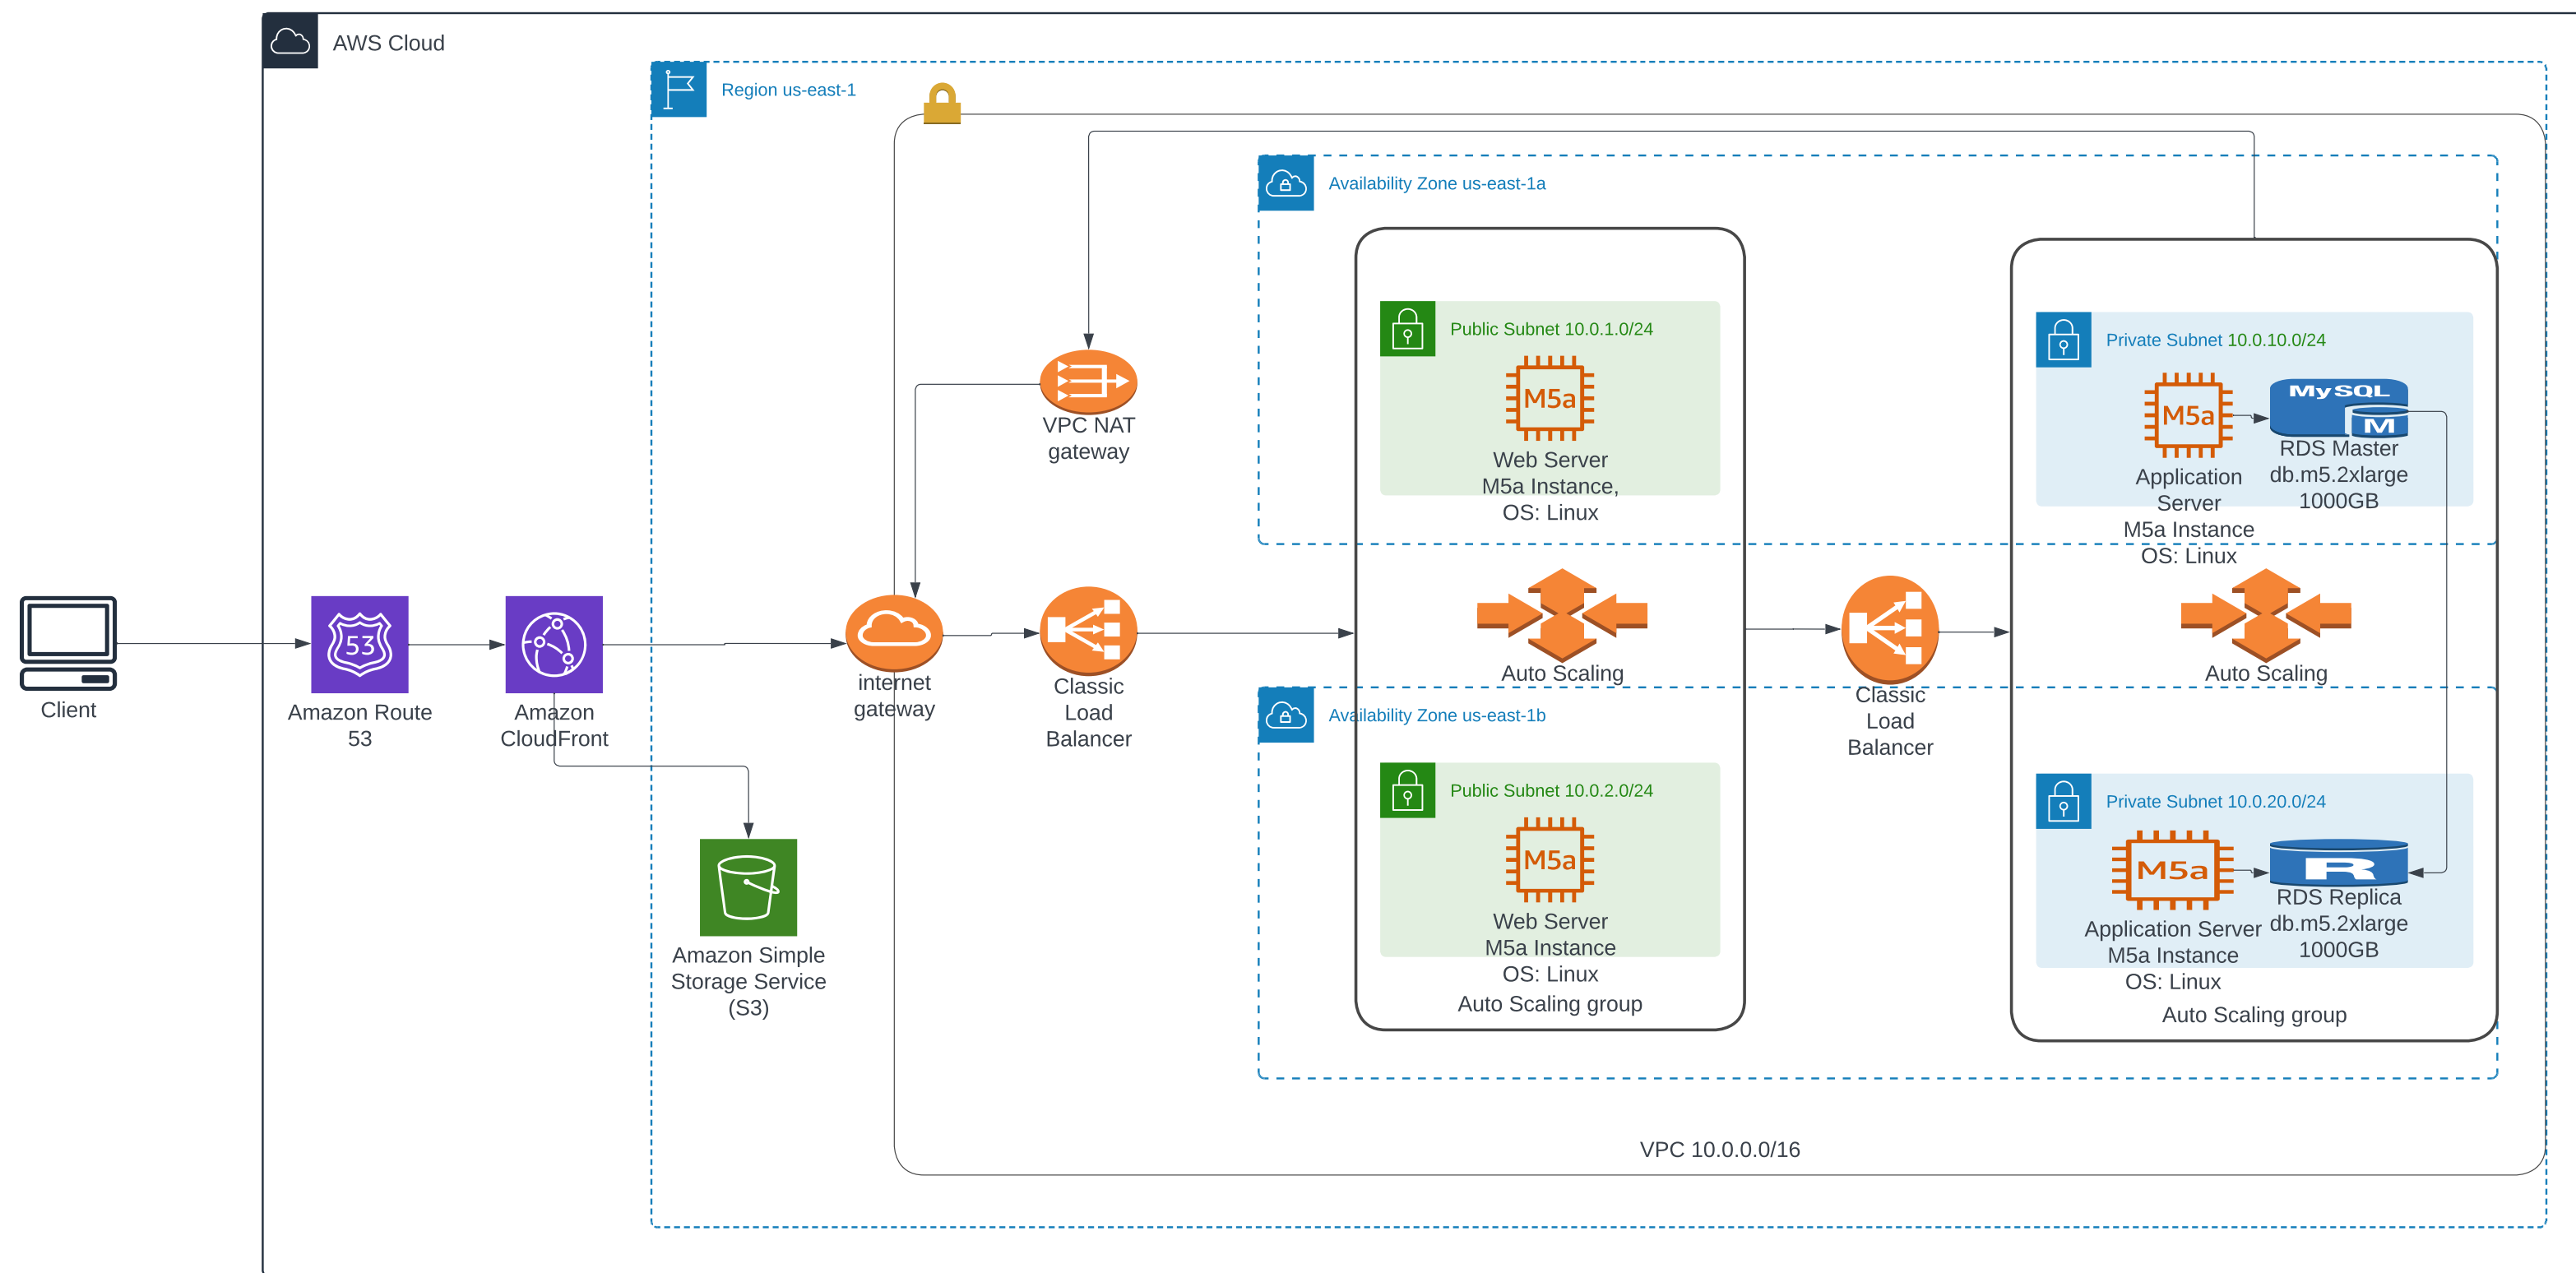 AWS Cloud
Region us-east-1
Availability Zone us-east-1a
Public Subnet 10.0.1.0/24
M5a
Web Server
M5a Instance,
OS: Linux
Private Subnet 10.0.10.0/24
M5a
Application
Server
M5a Instance
OS: Linux
MySQL
M
RDS Master
db.m5.2xlarge
1000GB
VPC NAT
gateway
Client
53
Amazon Route
53
Amazon
CloudFront
internet
gateway
Classic
Load
Balancer
Auto Scaling
Classic
Load
Balancer
Auto Scaling
Availability Zone us-east-1b
Public Subnet 10.0.2.0/24
M5a
Web Server
M5a Instance
OS: Linux
Auto Scaling group
Private Subnet 10.0.20.0/24
M5a
Application Server
M5a Instance
OS: Linux
R
RDS Replica
db.m5.2xlarge
1000GB
Auto Scaling group
Amazon Simple
Storage Service
(S3)
VPC 10.0.0.0/16